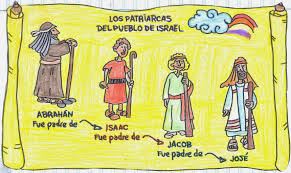 LOS PATRIARCAS
DEL PUEBLO DE ISRAEL
ABRAHÁN
Fue padre de
ISAAC
Fue padre de
JACOB
Fue padre de
JOSÉ